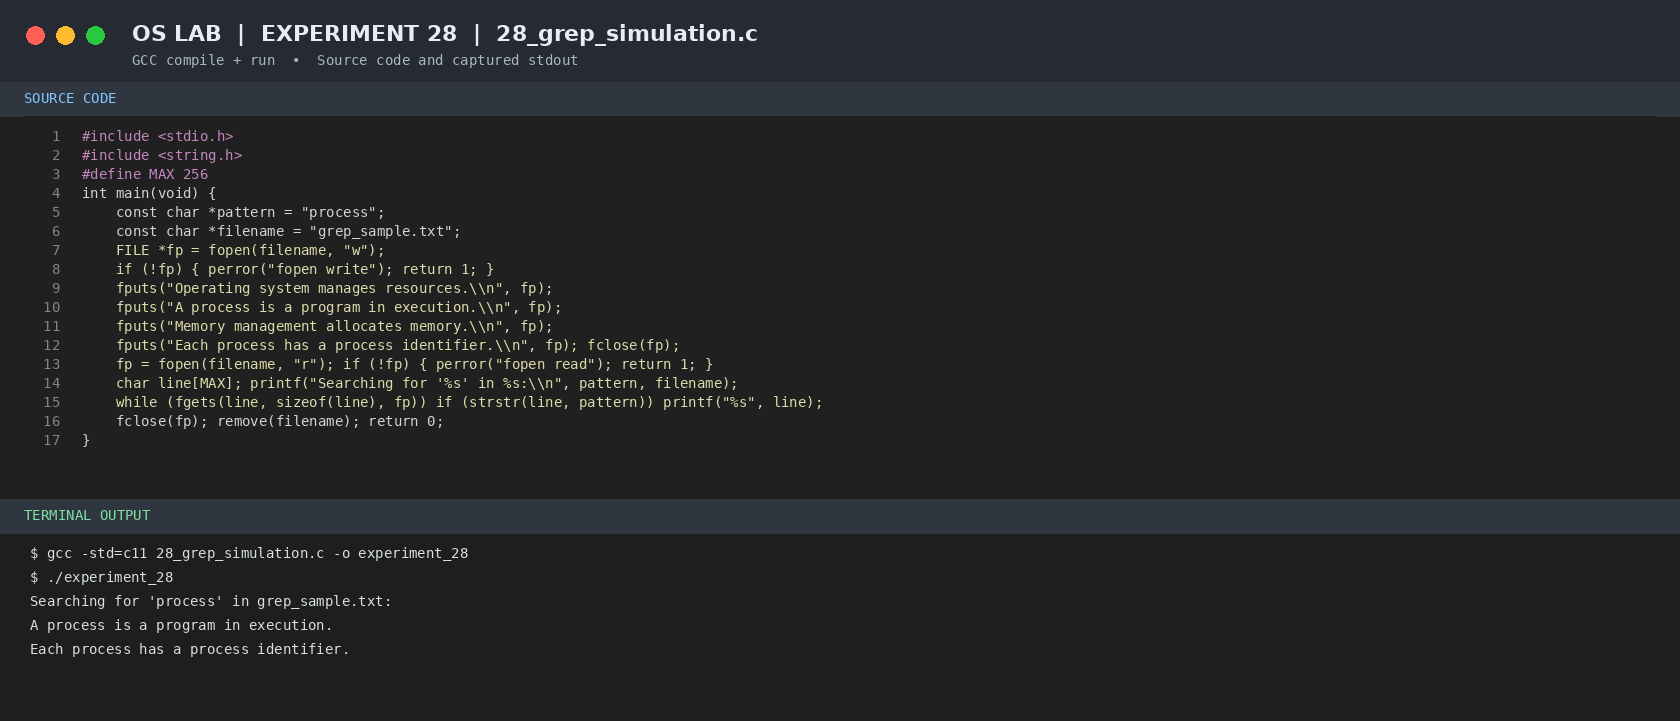 OS LAB | EXPERIMENT 28 | 28_grep_simulation.c
GCC compile + run • Source code and captured stdout
SOURCE CODE
1 #include <stdio.h>
2 #include <string.h>
3 #define MAX 256
4 int main(void) {
5     const char *pattern = "process";
6     const char *filename = "grep_sample.txt";
7     FILE *fp = fopen(filename, "w");
8     if (!fp) { perror("fopen write"); return 1; }
9     fputs("Operating system manages resources.\\n", fp);
10     fputs("A process is a program in execution.\\n", fp);
11     fputs("Memory management allocates memory.\\n", fp);
12     fputs("Each process has a process identifier.\\n", fp); fclose(fp);
13     fp = fopen(filename, "r"); if (!fp) { perror("fopen read"); return 1; }
14     char line[MAX]; printf("Searching for '%s' in %s:\\n", pattern, filename);
15     while (fgets(line, sizeof(line), fp)) if (strstr(line, pattern)) printf("%s", line);
16     fclose(fp); remove(filename); return 0;
17 }
TERMINAL OUTPUT
$ gcc -std=c11 28_grep_simulation.c -o experiment_28
$ ./experiment_28
Searching for 'process' in grep_sample.txt:
A process is a program in execution.
Each process has a process identifier.